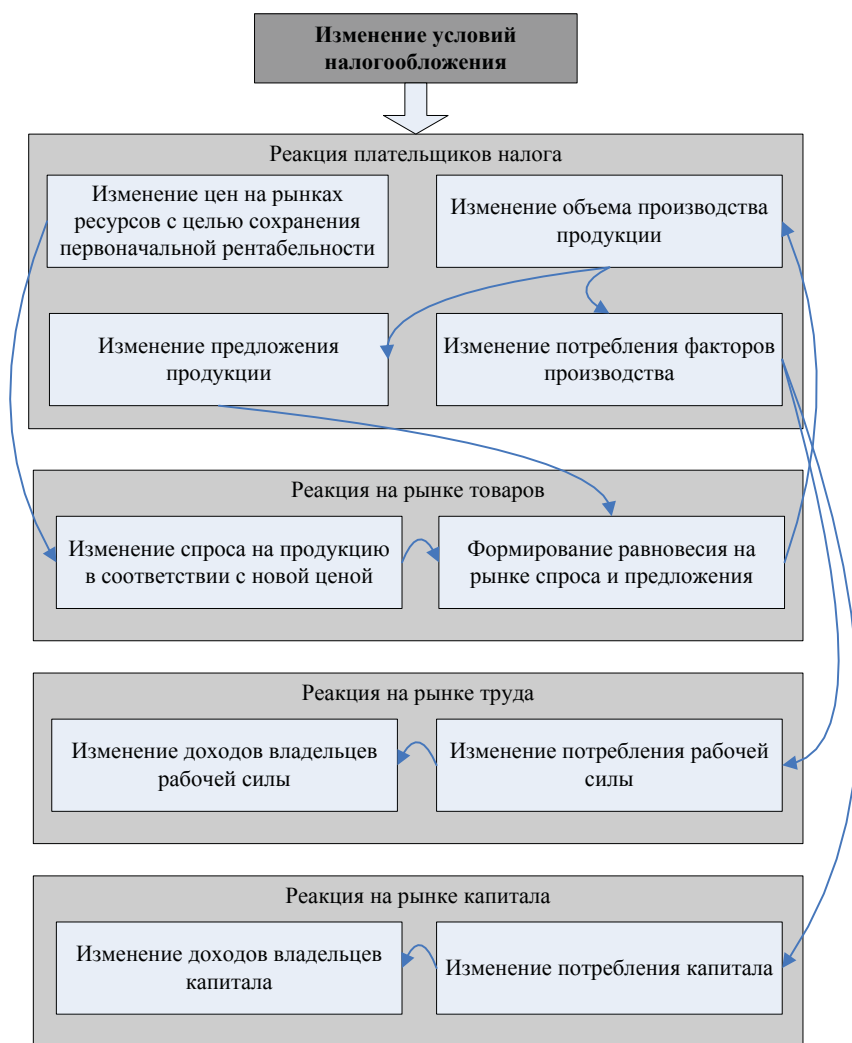 Изменение условий
налогообложения
Реакция плательщиков налога
Изменение цен на рынках
ресурсов с целью сохранения
первоначальной рентабельности
Изменение объема производства
продукции
Изменение предложения
продукции
Изменение потребления факторов
производства
Реакция на рынке товаров
Изменение спроса на продукцию
в соответствии с новой ценой
Формирование равновесия на
рынке спроса и предложения
Реакция на рынке труда
Изменение доходов владельцев
рабочей силы
Изменение потребления рабочей
силы
Реакция на рынке капитала
Изменение доходов владельцев
капитала
Изменение потребления капитала